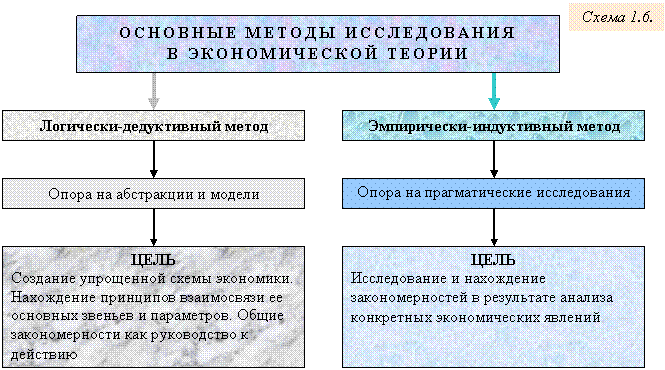 Схема 1.6.
ОСНОВНЫЕ МЕТОДЫ ИССЛЕДОВАНИЯ
В ЭКОНОМИЧЕСКОЙ ТЕОРИИ
Логически-дедуктивный метод
Эмпирически-индуктивный метод
Опора на абстракции и модели
Опора на прагматические исследования
ЦЕЛЬ
Создание упрощенной схемы экономики.
Нахождение принципов взаимосвязи ее
основных звеньев и параметров. Общие
закономерности как руководство к
действию
ЦЕЛЬ
Исследование и нахождение
закономерностей в результате анализа
конкретных экономических явлений